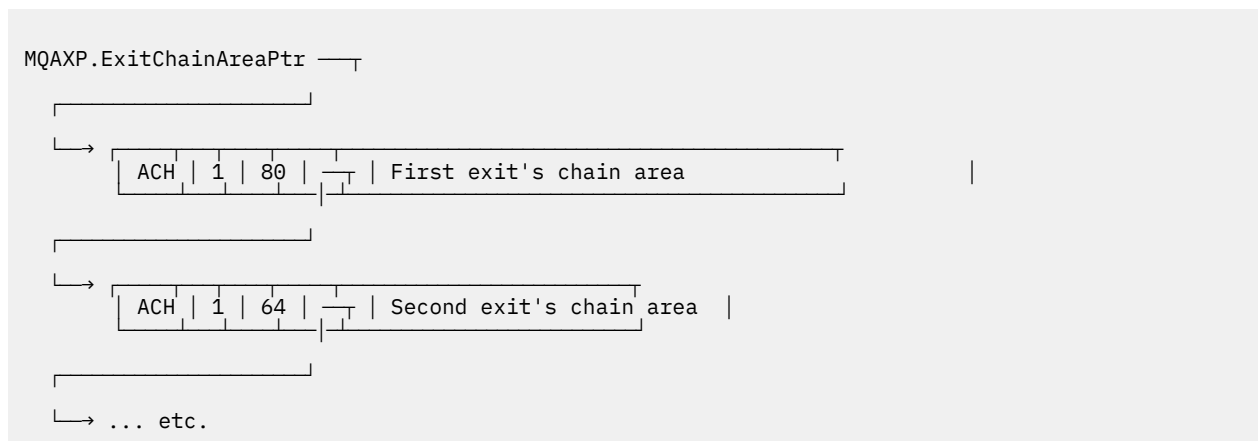 MQAXP.ExitChainAreaPtr
ACH | 1 | 80 | First exit's chain area
ACH | 1 | 64 | Second exit's chain area
... etc.